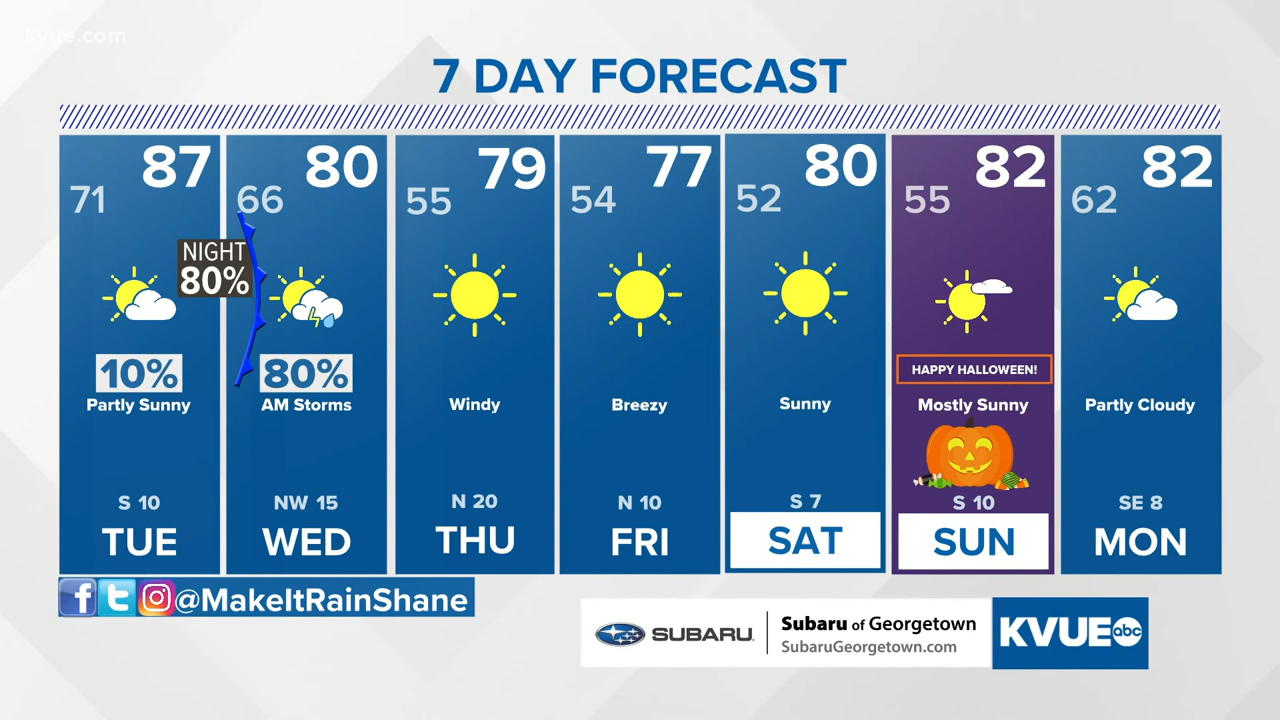 kvue.com
7 DAY FORECAST
87
71
10%
Partly Sunny
S 10
TUE
NIGHT
80%
80
66
80%
AM Storms
NW 15
WED
79
55
Windy
N 20
THU
77
54
Breezy
N 10
FRI
80
52
Sunny
S 7
SAT
82
55
HAPPY HALLOWEEN!
Mostly Sunny
S 10
SUN
82
62
Partly Cloudy
SE 8
MON
@MakeItRainShane
SUBARU.
Subaru of Georgetown
SubaruGeorgetown.com
KVUE abc